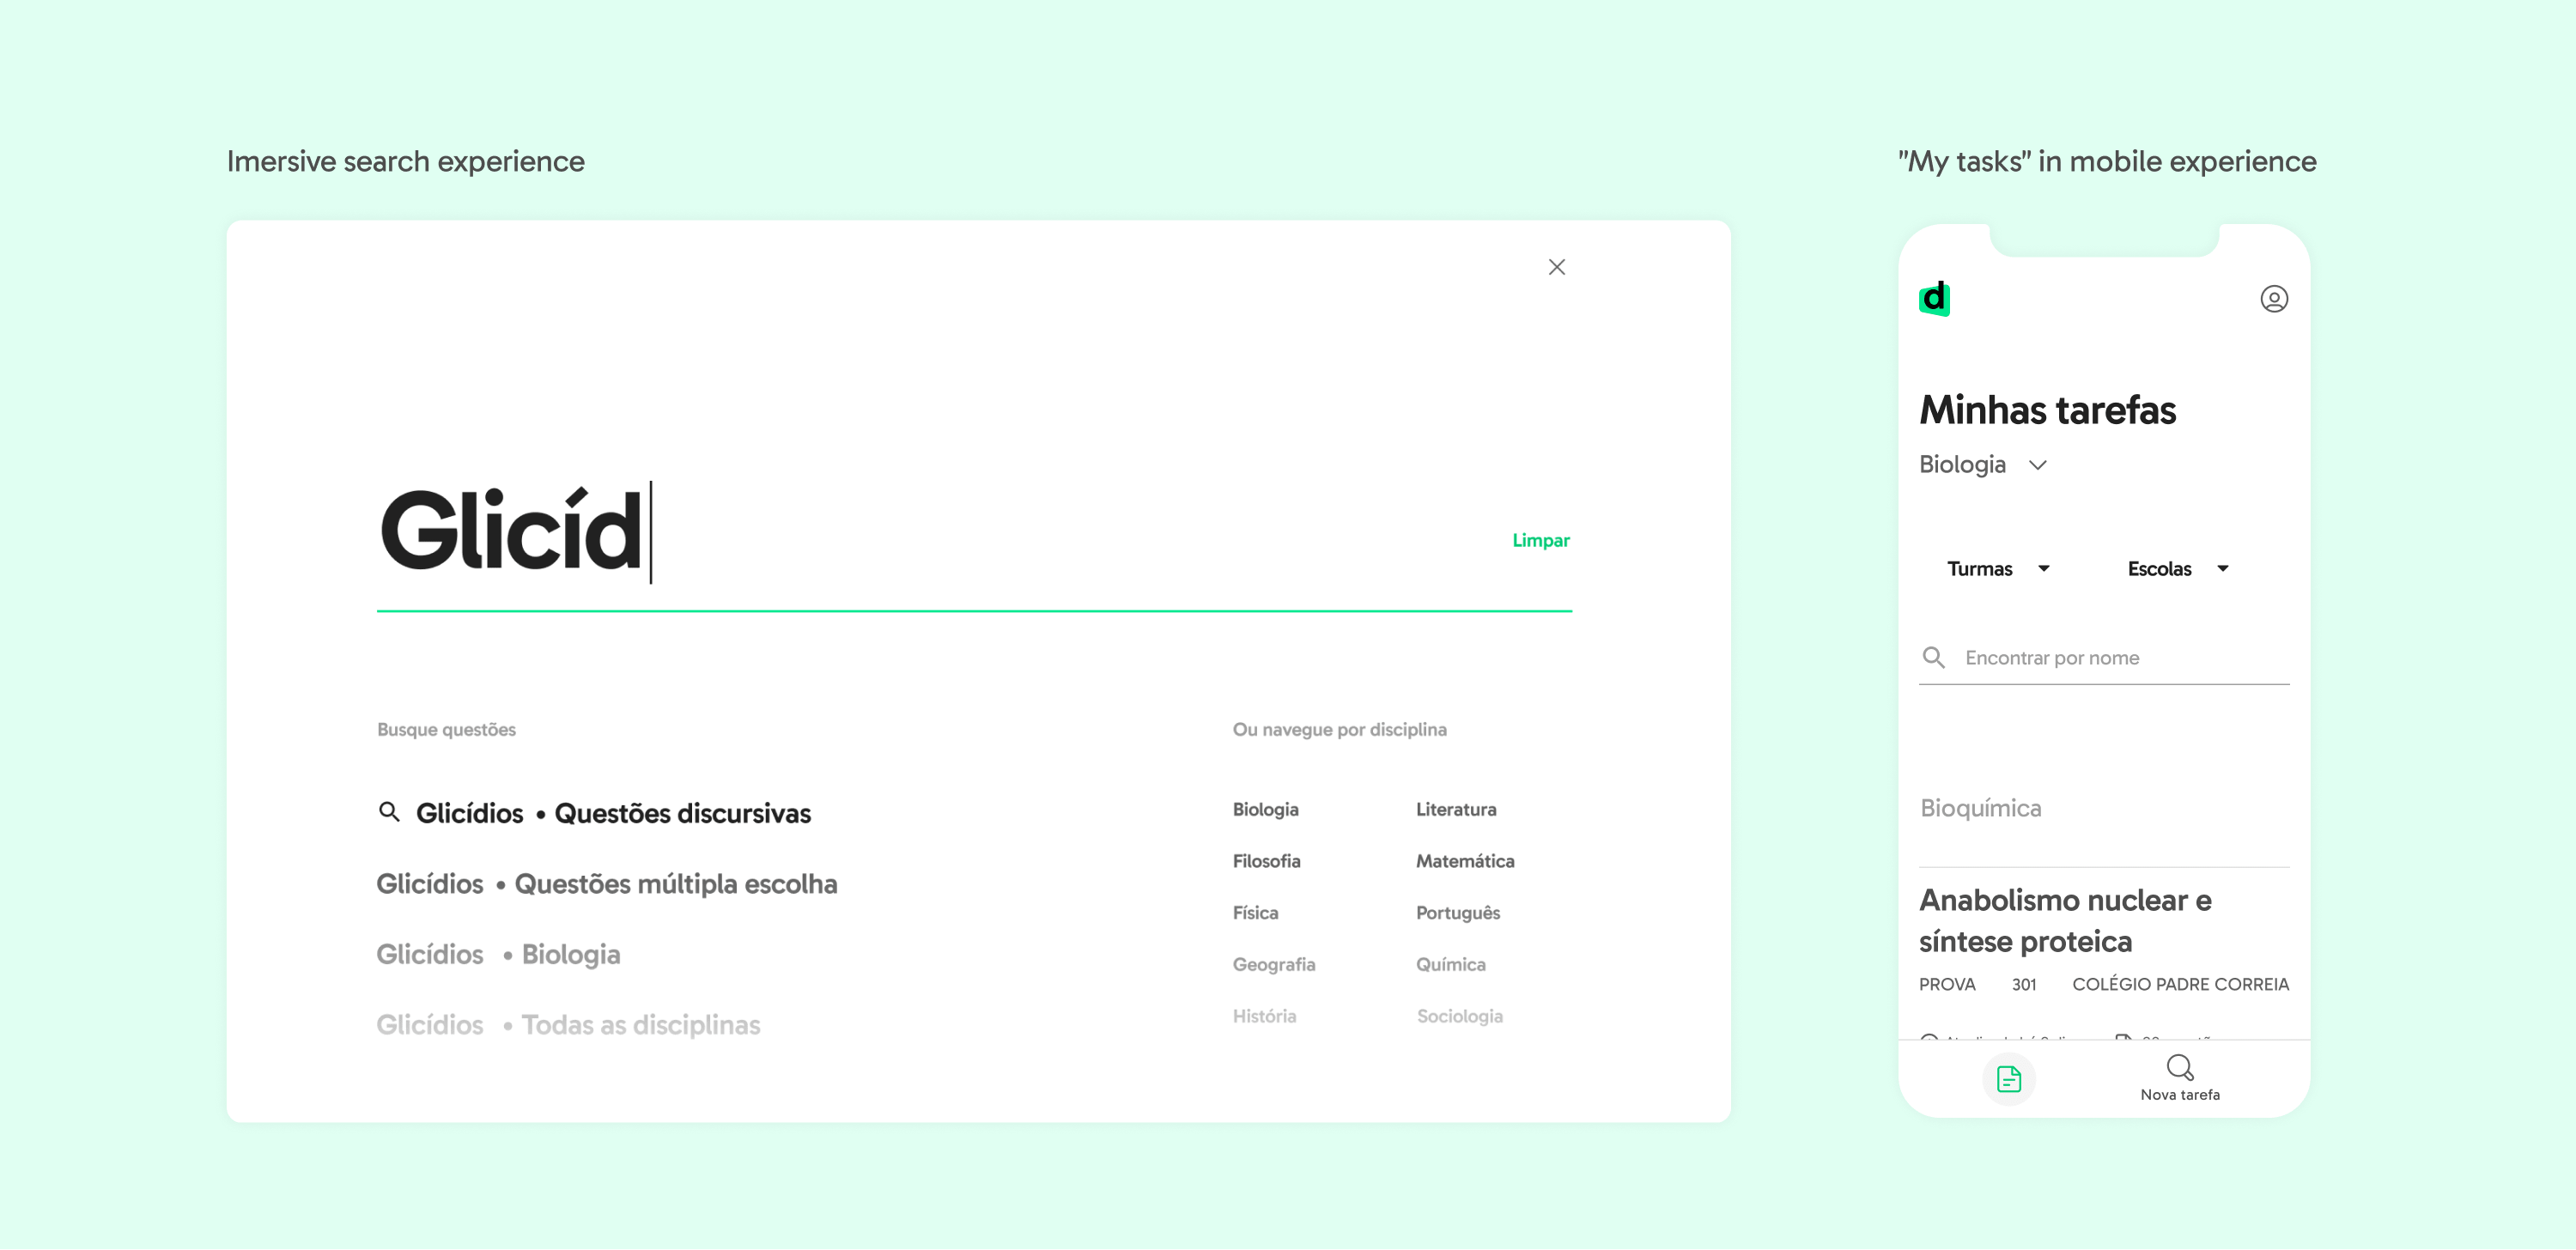 Imersive search experience
Glicíd
Limpar
Busque questões
Glicídios • Questões discursivas
Glicídios • Questões múltipla escolha
Glicídios • Biologia
Glicídios • Todas as disciplinas
Ou navegue por disciplina
Biologia Literatura
Filosofia Matemática
Física Português
Geografia Química
História Sociologia
"My tasks" in mobile experience
d
Minhas tarefas
Biologia
Turmas Escolas
Encontrar por nome
Bioquímica
Anabolismo nuclear e
síntese proteica
PROVA 301 COLÉGIO PADRE CORREIA
Nova tarefa